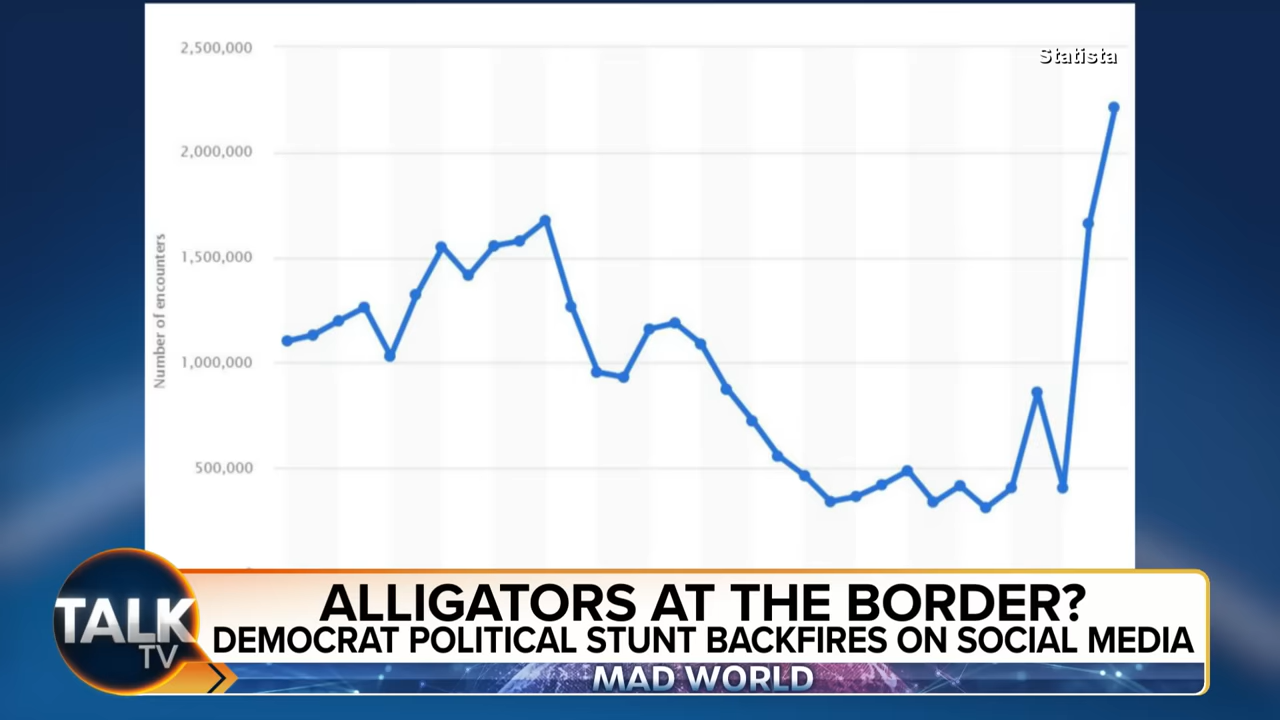 2,500,000
Statista
2,000,000
1,500,000
1,000,000
500,000
Number of encounters
ALLIGATORS AT THE BORDER?
DEMOCRAT POLITICAL STUNT BACKFIRES ON SOCIAL MEDIA
TALK
TV
MAD WORLD